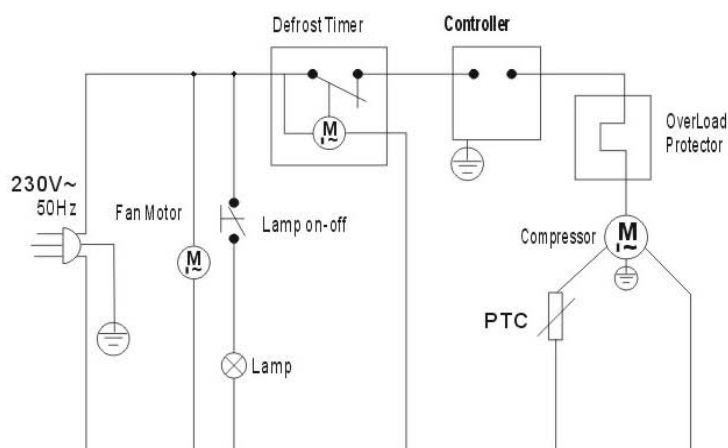 Defrost Timer
Controller
OverLoad
Protector
M
~
230V~
50Hz
Fan Motor
Lamp on-off
M
~
Compressor
M
~
PTC
Lamp